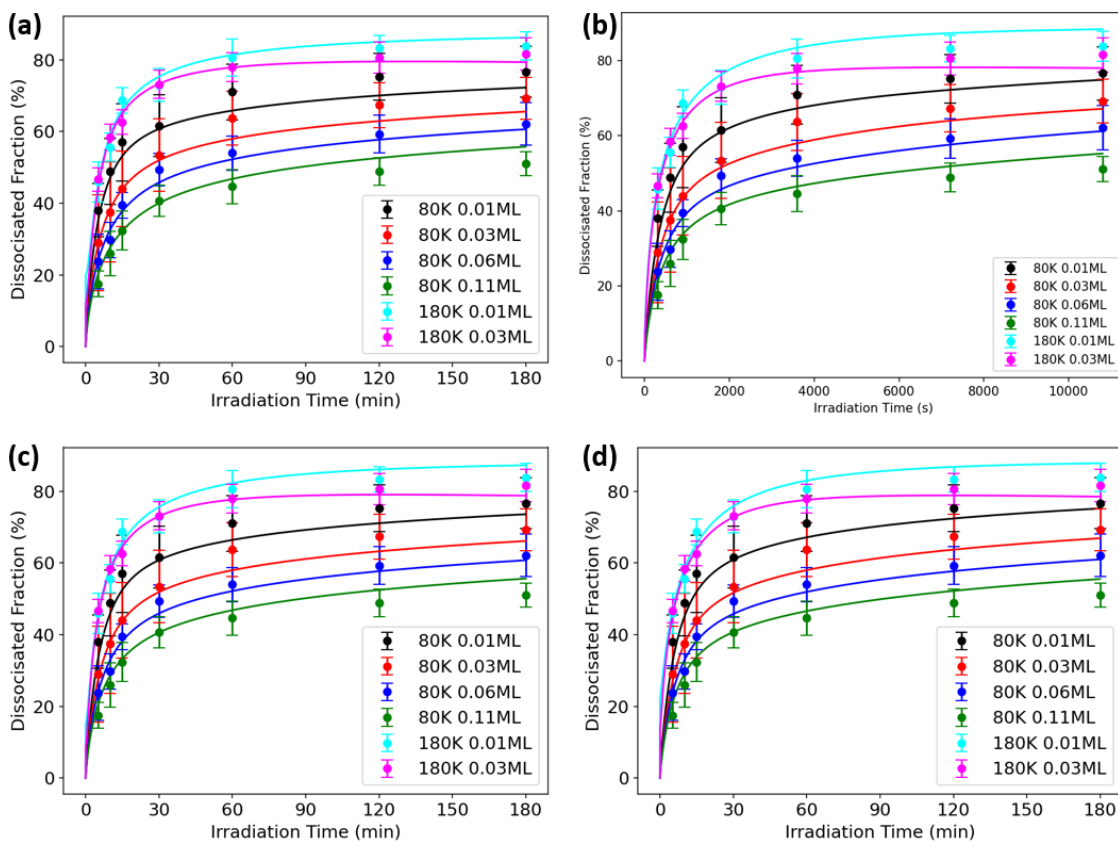 (a)
Dissocisated Fraction (%)
80
60
40
20
0
0 30 60 90 120 150 180
Irradiation Time (min)
80K 0.01ML
80K 0.03ML
80K 0.06ML
80K 0.11ML
180K 0.01ML
180K 0.03ML
(b)
Dissociated Fraction (%)
80
60
40
20
0
0 2000 4000 6000 8000 10000
Irradiation Time (s)
80K 0.01ML
80K 0.03ML
80K 0.06ML
80K 0.11ML
180K 0.01ML
180K 0.03ML
(c)
Dissocisated Fraction (%)
80
60
40
20
0
0 30 60 90 120 150 180
Irradiation Time (min)
80K 0.01ML
80K 0.03ML
80K 0.06ML
80K 0.11ML
180K 0.01ML
180K 0.03ML
(d)
Dissocisated Fraction (%)
80
60
40
20
0
0 30 60 90 120 150 180
Irradiation Time (min)
80K 0.01ML
80K 0.03ML
80K 0.06ML
80K 0.11ML
180K 0.01ML
180K 0.03ML